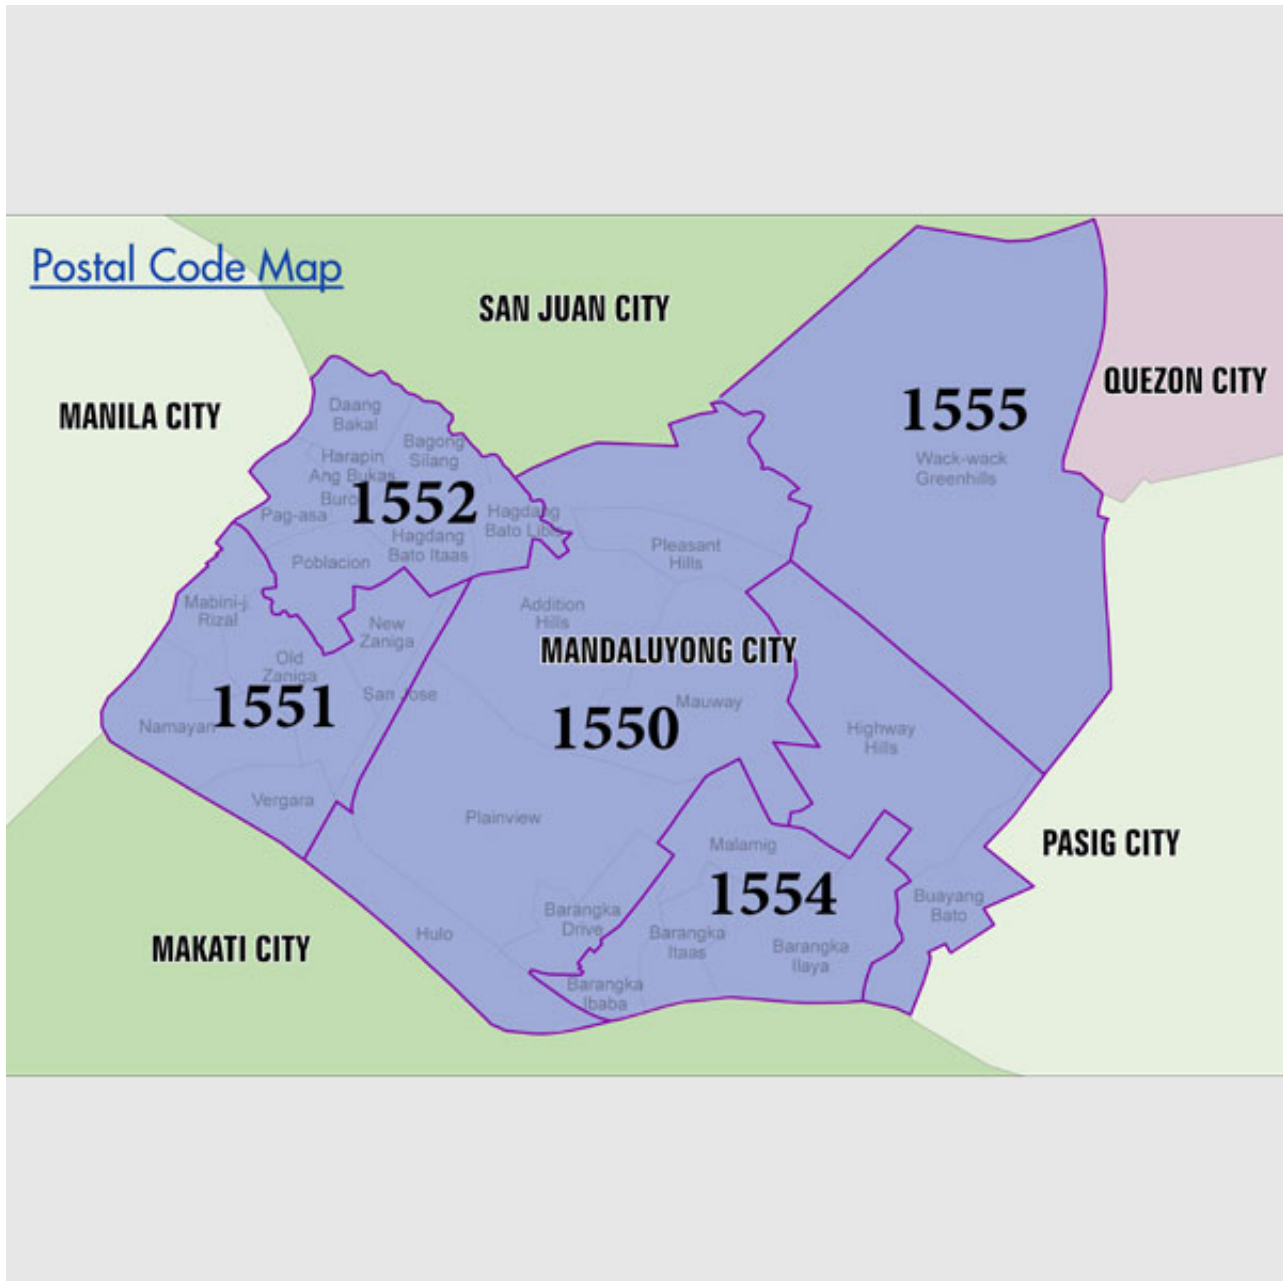 Postal Code Map
SAN JUAN CITY
QUEZON CITY
MANILA CITY
1555
Wack-wack
Greenhills
Daang
Bakal
Bagong
Silang
Harapin
Ang Bukas
1552
Pag-asa
Hagdang
Bato Libis
Hagdang
Bato Itaas
Poblacion
Pleasant
Hills
Mabini-j.
Rizal
Addition
Hills
New
Zaniga
MANDALUYONG CITY
Old
Zaniga
San Jose
1551
Namayan
Mauway
1550
Highway
Hills
Vergara
Plainview
Malamig
PASIG CITY
1554
Buayang
Bato
Barangka
Drive
Hulo
Barangka
Itaas
Barangka
Ilaya
MAKATI CITY
Barangka
Ibaba